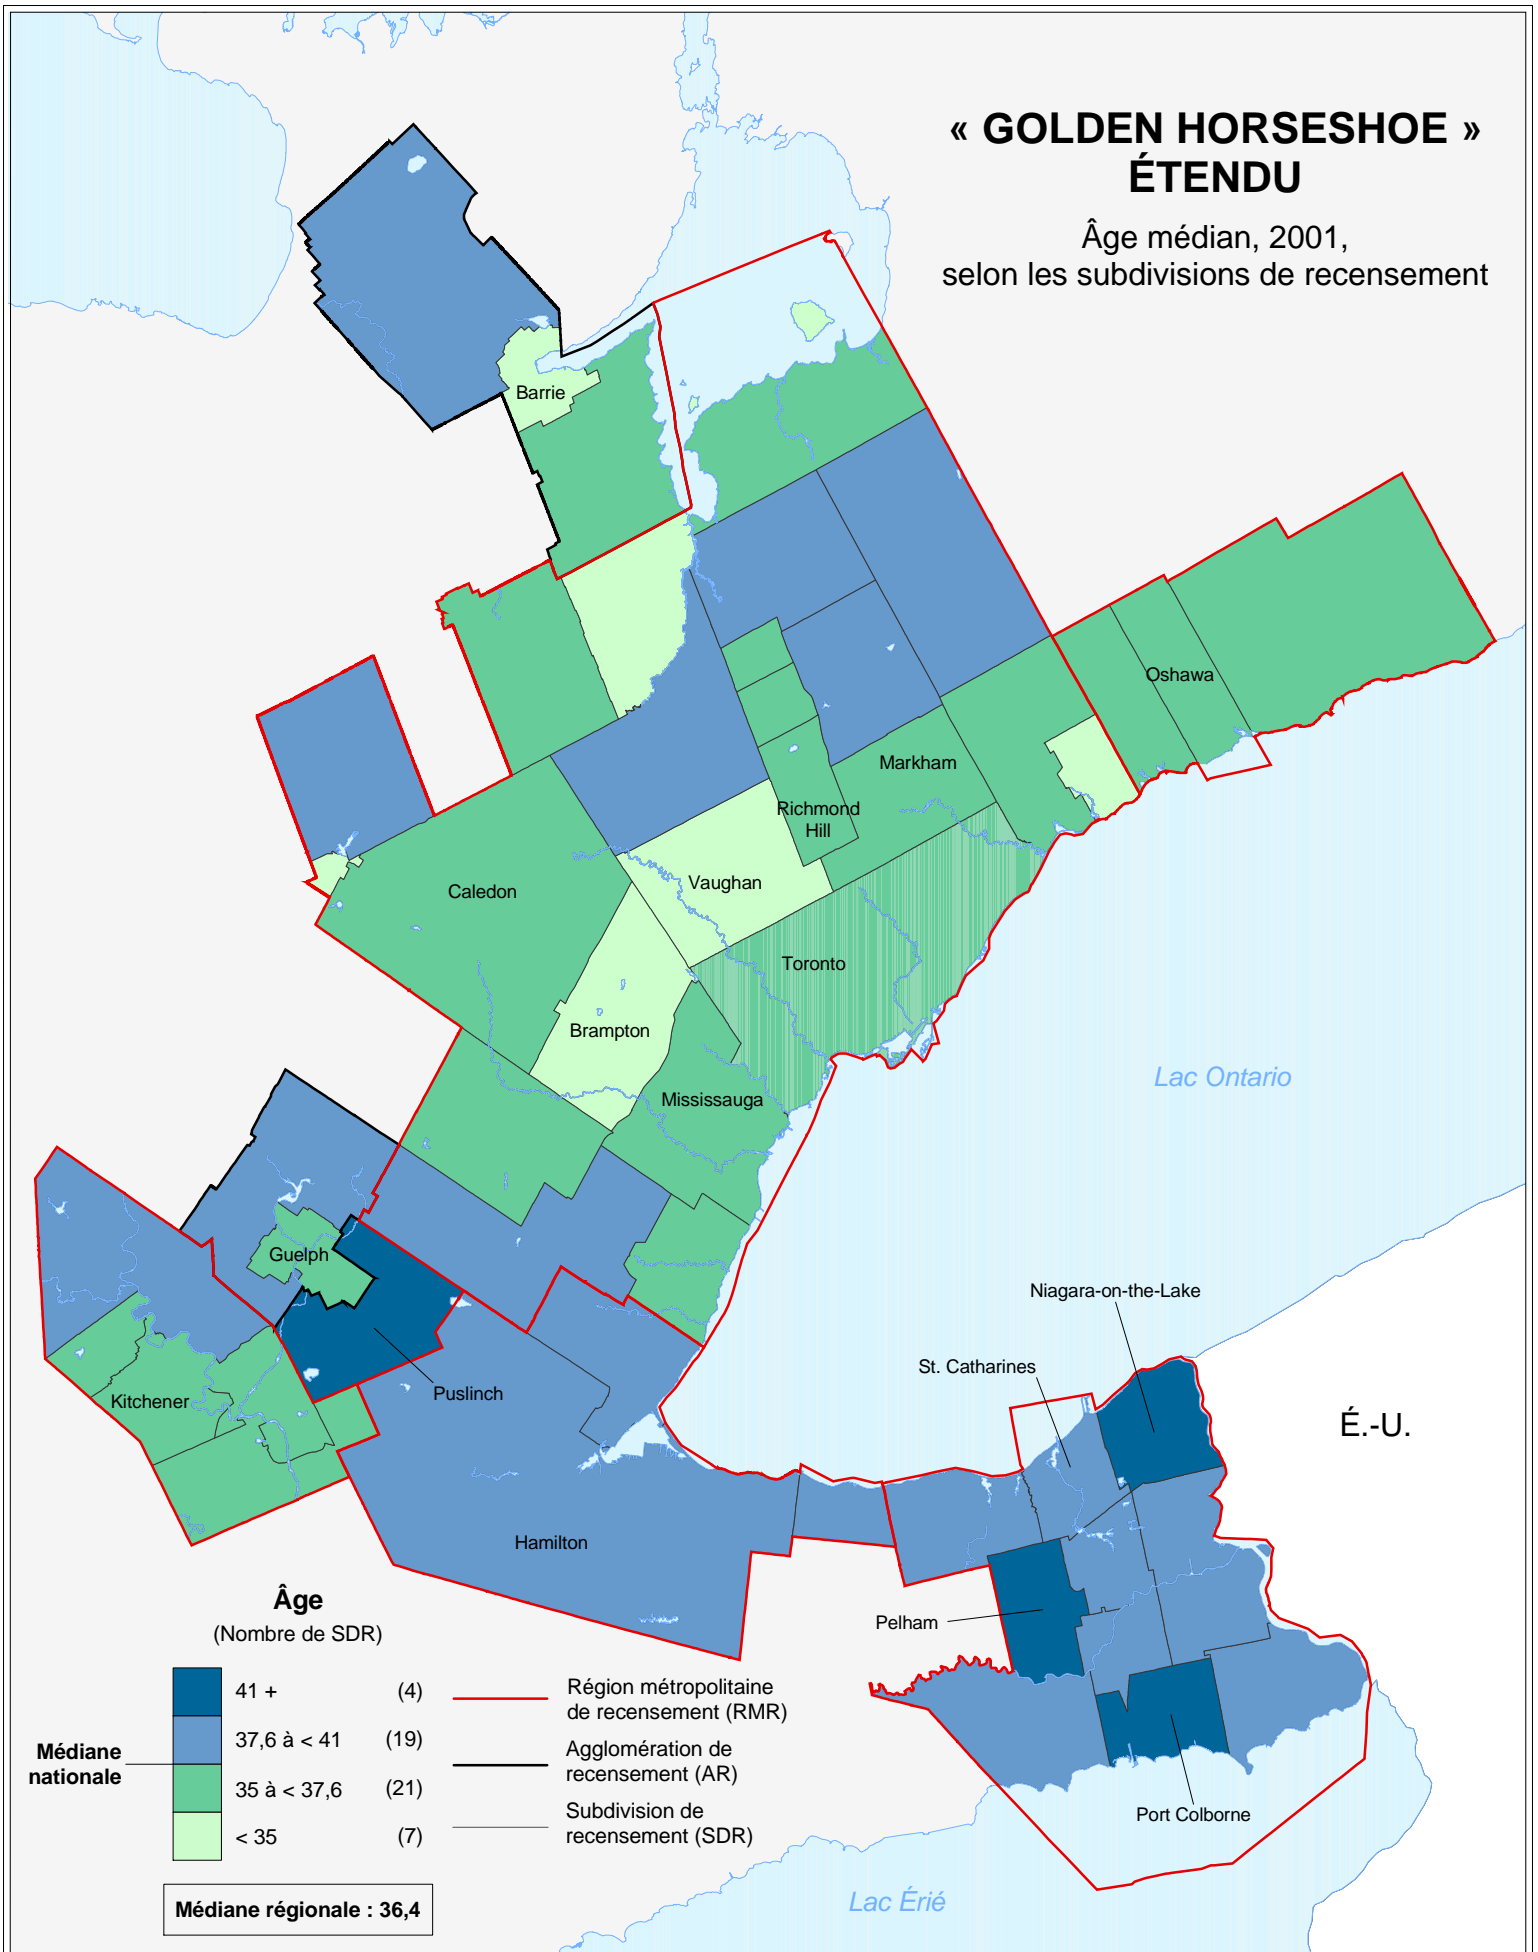 « GOLDEN HORSESHOE »
ÉTENDU
Âge médian, 2001,
selon les subdivisions de recensement
Barrie
Oshawa
Markham
Richmond
Hill
Vaughan
Caledon
Toronto
Brampton
Mississauga
Lac Ontario
Guelph
Puslinch
Kitchener
Niagara-on-the-Lake
St. Catharines
É.-U.
Hamilton
Pelham
Port Colborne
Lac Érié
Âge
(Nombre de SDR)
41 + (4)
37,6 à < 41 (19)
35 à < 37,6 (21)
< 35 (7)
Médiane
nationale
Région métropolitaine
de recensement (RMR)
Agglomération de
recensement (AR)
Subdivision de
recensement (SDR)
Médiane régionale : 36,4